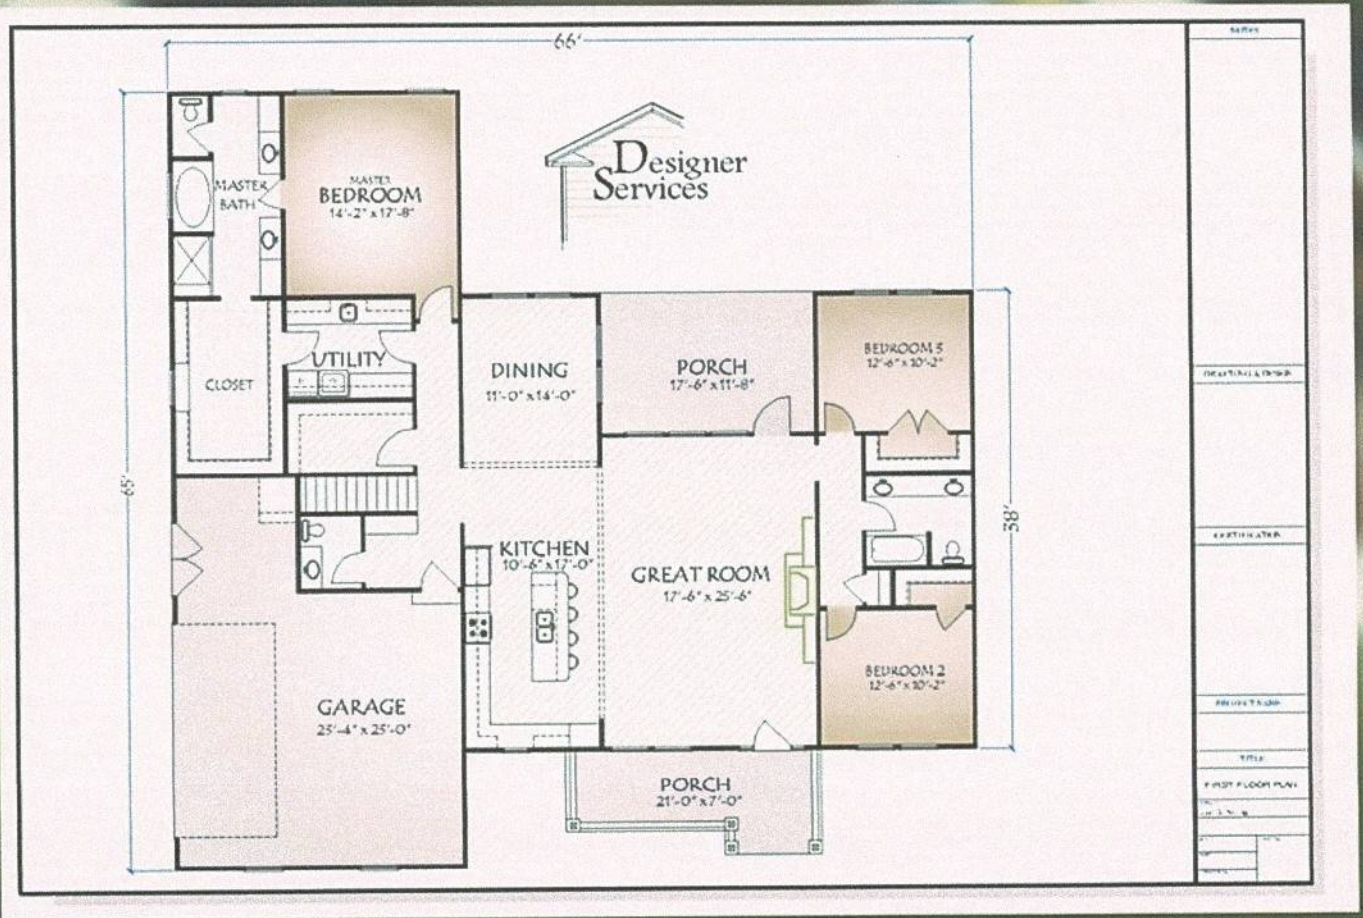 66'
NOTES
Designer
Services
MASTER
BATH
MASTER
BEDROOM
14'-2" x 17'-8"
65'
UTILITY
CLOSET
DINING
11'-0" x 14'-0"
PORCH
17'-6" x 11'-8"
BEDROOM 3
12'-6" x 10'-2"
38'
KITCHEN
10'-6" x 17'-0"
GREAT ROOM
17'-6" x 25'-6"
BEDROOM 2
12'-6" x 10'-2"
GARAGE
25'-4" x 25'-0"
PORCH
21'-0" x 7'-0"
TITLE
FIRST FLOOR PLAN